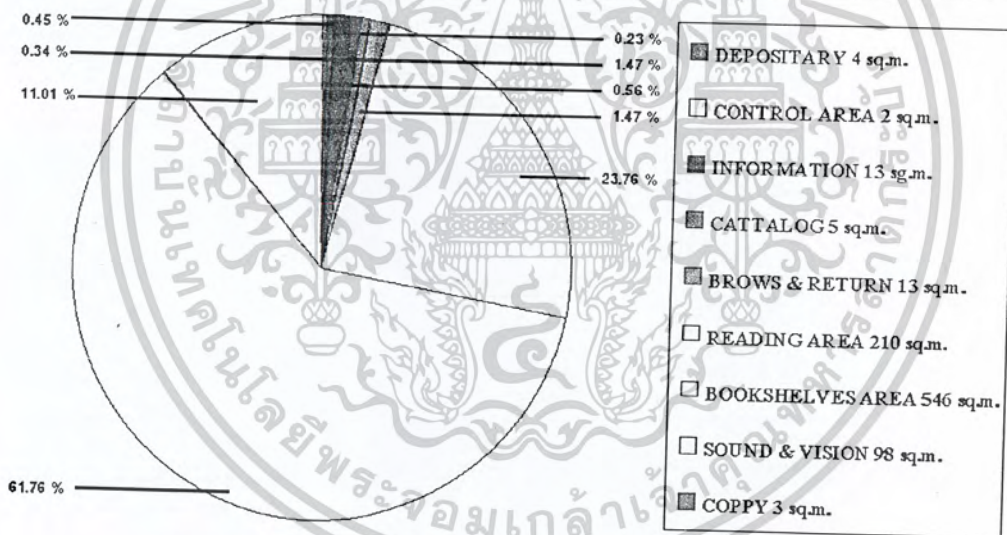 0.45 %
0.34 %
11.01 %
61.76 %
0.23 %
1.47 %
0.56 %
1.47 %
23.76 %
DEPOSITARY 4 sq.m.
CONTROL AREA 2 sq.m.
INFORMATION 13 sg.m.
CATTALOG 5 sq.m.
BROWS & RETURN 13 sq.m.
READING AREA 210 sq.m.
BOOKSHELVES AREA 546 sq.m.
SOUND & VISION 98 sq.m.
COPPY 3 sq.m.